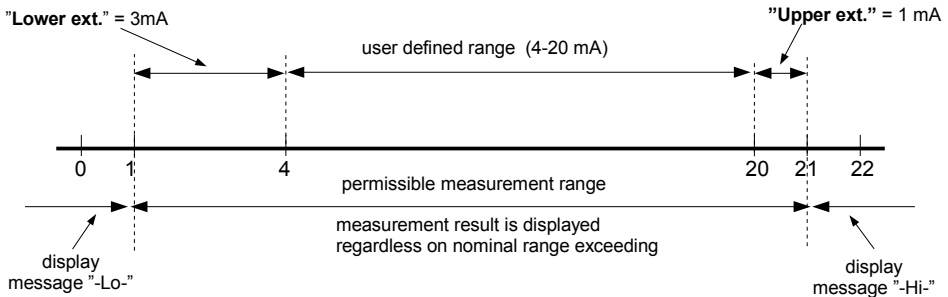 ”Lower ext.” = 3mA
”Upper ext.” = 1 mA
user defined range (4-20 mA)
0 1 4 20 21 22
permissible measurement range
measurement result is displayed
regardless on nominal range exceeding
display
message ”-Lo-”
display
message ”-Hi-”